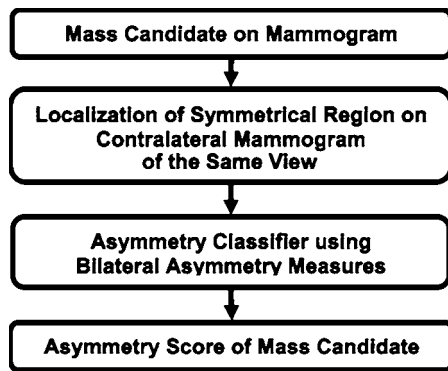 Mass Candidate on Mammogram
Localization of Symmetrical Region on
Contralateral Mammogram
of the Same View
Asymmetry Classifier using
Bilateral Asymmetry Measures
Asymmetry Score of Mass Candidate